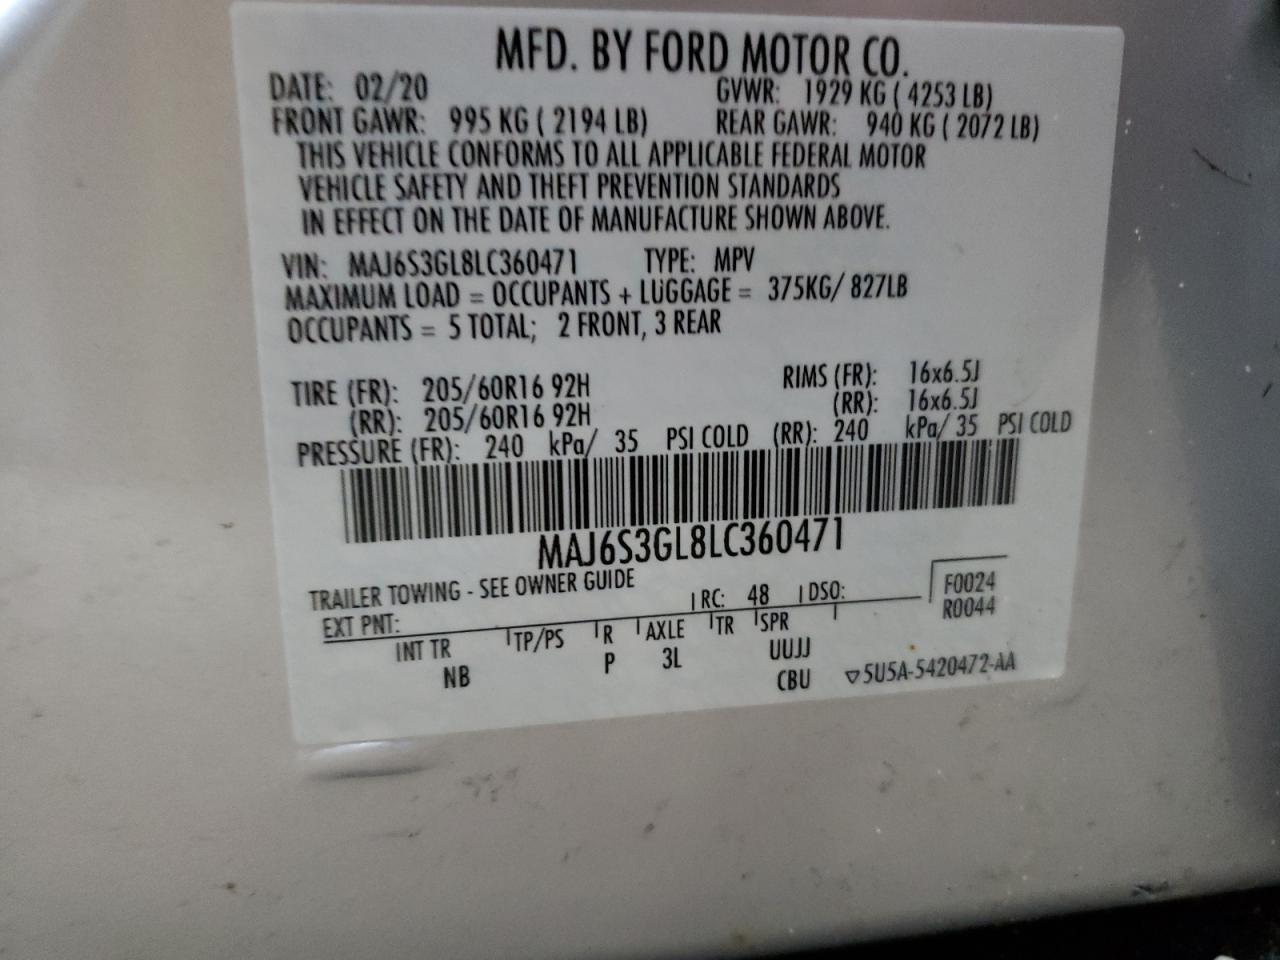 MFD. BY FORD MOTOR CO.
DATE: 02/20 GVWR: 1929 KG ( 4253 LB)
FRONT GAWR: 995 KG ( 2194 LB) REAR GAWR: 940 KG ( 2072 LB)
THIS VEHICLE CONFORMS TO ALL APPLICABLE FEDERAL MOTOR
VEHICLE SAFETY AND THEFT PREVENTION STANDARDS
IN EFFECT ON THE DATE OF MANUFACTURE SHOWN ABOVE.
VIN: MAJ6S3GL8LC360471 TYPE: MPV
MAXIMUM LOAD = OCCUPANTS + LUGGAGE = 375KG/ 827LB
OCCUPANTS = 5 TOTAL; 2 FRONT, 3 REAR
TIRE (FR): 205/60R16 92H RIMS (FR): 16x6.5J
(RR): 205/60R16 92H (RR): 16x6.5J
PRESSURE (FR): 240 kPa/ 35 PSI COLD (RR): 240 kPa/ 35 PSI COLD
MAJ6S3GL8LC360471
TRAILER TOWING - SEE OWNER GUIDE
EXT PNT: RC: 48 DSO: F0024
R0044
INT TR TP/PS R AXLE TR SPR
NB P 3L UUJJ
CBU ▽5U5A-5420472-AA